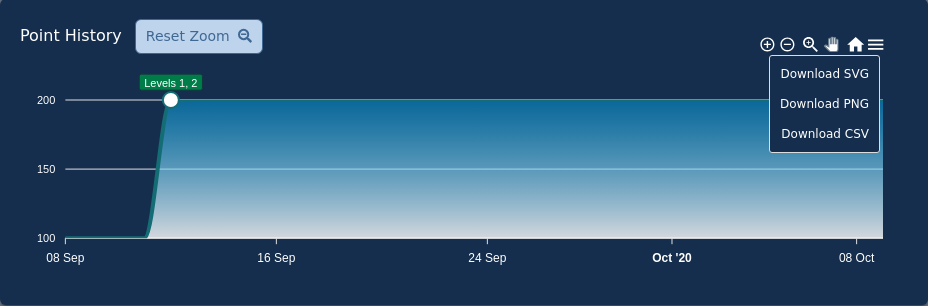 Point History
Reset Zoom
Download SVG
Download PNG
Download CSV
Levels 1, 2
200
150
100
08 Sep
16 Sep
24 Sep
Oct '20
08 Oct